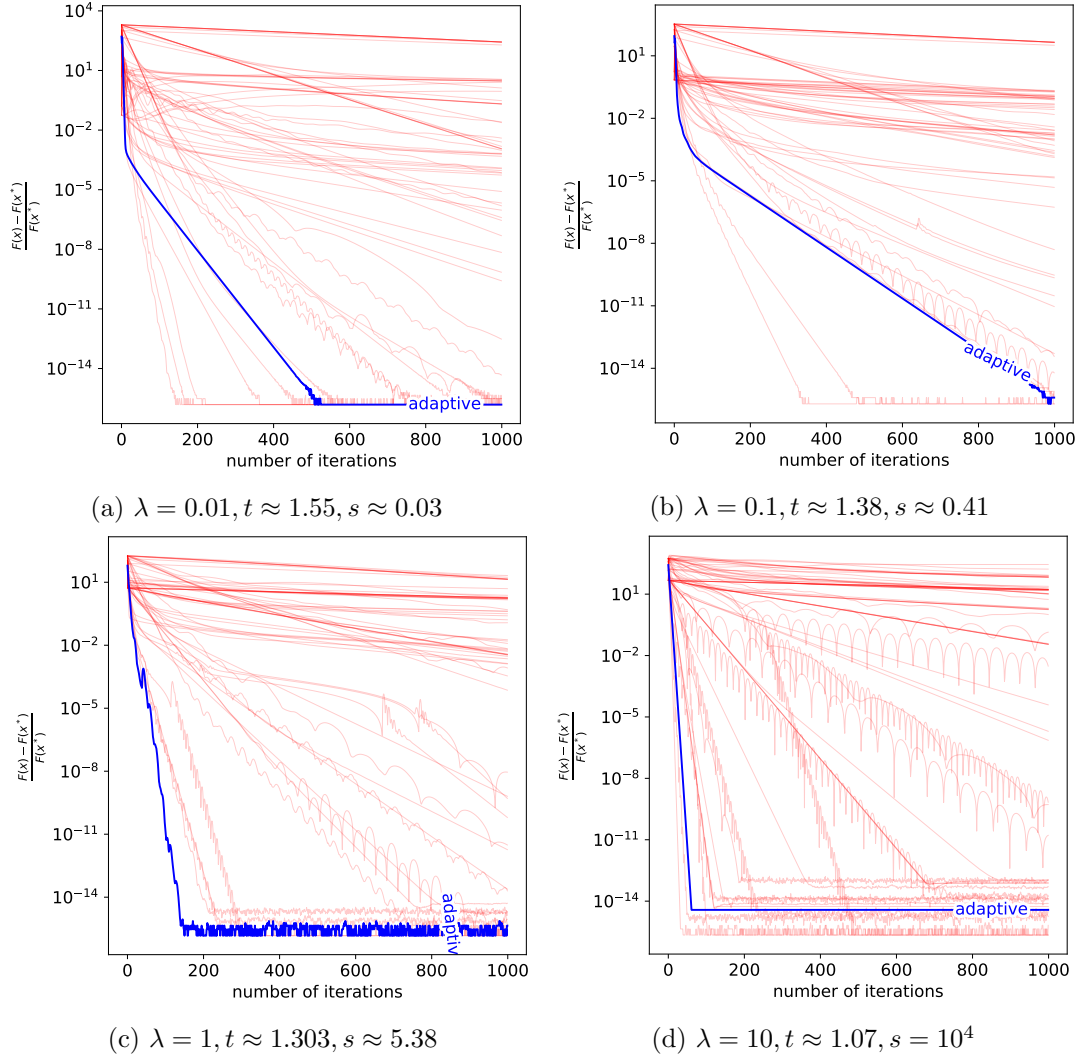 10^4
10^1
10^{-2}
10^{-5}
10^{-8}
10^{-11}
10^{-14}
F(x) − F(x^*)
F(x^*)
adaptive
0 200 400 600 800 1000
number of iterations
(a) λ = 0.01, t ≈ 1.55, s ≈ 0.03
10^1
10^{-2}
10^{-5}
10^{-8}
10^{-11}
10^{-14}
F(x) − F(x^*)
F(x^*)
adaptive
0 200 400 600 800 1000
number of iterations
(b) λ = 0.1, t ≈ 1.38, s ≈ 0.41
10^1
10^{-2}
10^{-5}
10^{-8}
10^{-11}
10^{-14}
F(x) − F(x^*)
F(x^*)
adaptive
0 200 400 600 800 1000
number of iterations
(c) λ = 1, t ≈ 1.303, s ≈ 5.38
10^1
10^{-2}
10^{-5}
10^{-8}
10^{-11}
10^{-14}
F(x) − F(x^*)
F(x^*)
adaptive
0 200 400 600 800 1000
number of iterations
(d) λ = 10, t ≈ 1.07, s = 10^4